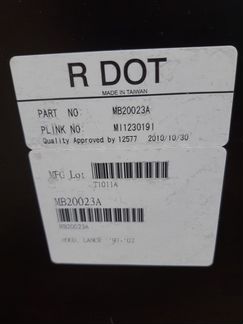 R DOT
MADE IN TAIWAN
PART NO: MB20023A
PLINK NO: MI1230191
Quality Approved by 12577 2010/10/30
MFG Lot
71011A
MB20023A
MB20023A